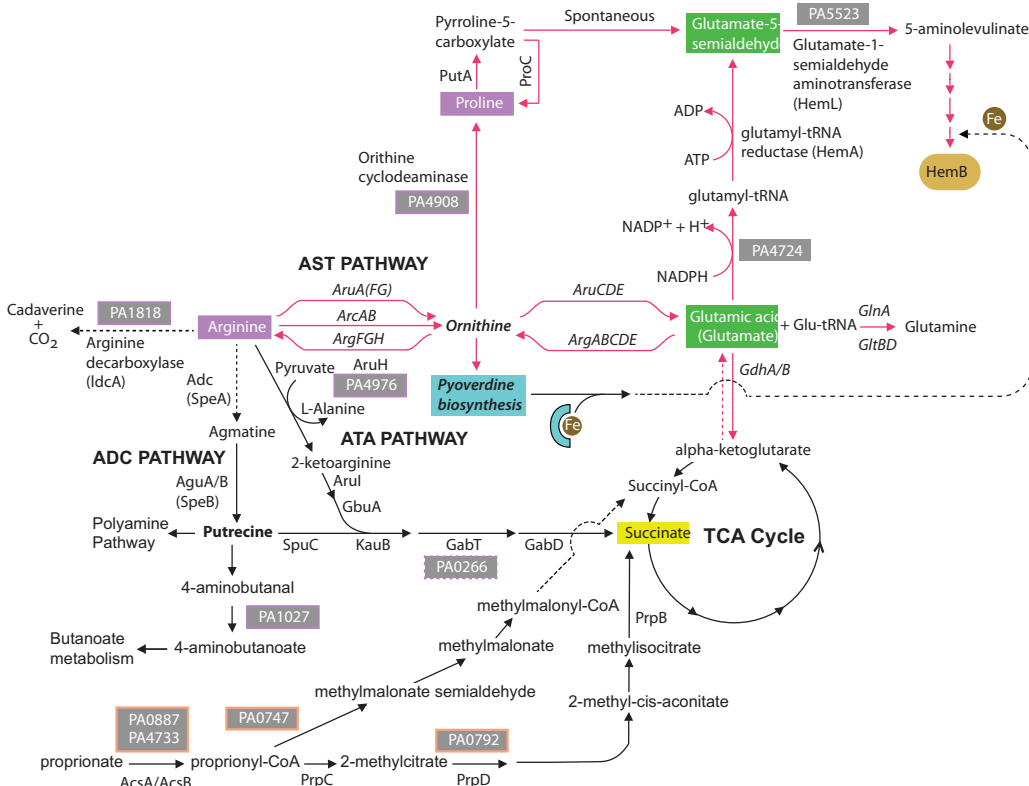 Pyrroline-5-
carboxylate
Spontaneous
Glutamate-5-
semialdehyde
PA5523
5-aminolevulinate
Glutamate-1-
semialdehyde
aminotransferase
(HemL)
PutA
ProC
Proline
Fe
HemB
ADP
ATP
glutamyl-tRNA
reductase (HemA)
Orithine
cyclodeaminase
PA4908
glutamyl-tRNA
NADP+ + H+
NADPH
PA4724
AST PATHWAY
Cadaverine
+
CO2
PA1818
Arginine
decarboxylase
(ldcA)
Arginine
AruA(FG)
ArcAB
ArgFGH
Ornithine
AruCDE
ArgABCDE
Glutamic acid
(Glutamate)
+ Glu-tRNA
GlnA
GltBD
Glutamine
GdhA/B
Adc
(SpeA)
Pyruvate
AruH
PA4976
L-Alanine
Pyoverdine
biosynthesis
Fe
Agmatine
ATA PATHWAY
ADC PATHWAY
2-ketoarginine
AruI
GbuA
alpha-ketoglutarate
Succinyl-CoA
AguA/B
(SpeB)
Polyamine
Pathway
Putrecine
SpuC
KauB
GabT
GabD
PA0266
Succinate
TCA Cycle
4-aminobutanal
PA1027
Butanoate
metabolism
4-aminobutanoate
methylmalonyl-CoA
PrpB
methylmalonate
methylisocitrate
methylmalonate semialdehyde
2-methyl-cis-aconitate
PA0887
PA4733
PA0747
PA0792
proprionate
AcsA/AcsB
proprionyl-CoA
PrpC
2-methylcitrate
PrpD